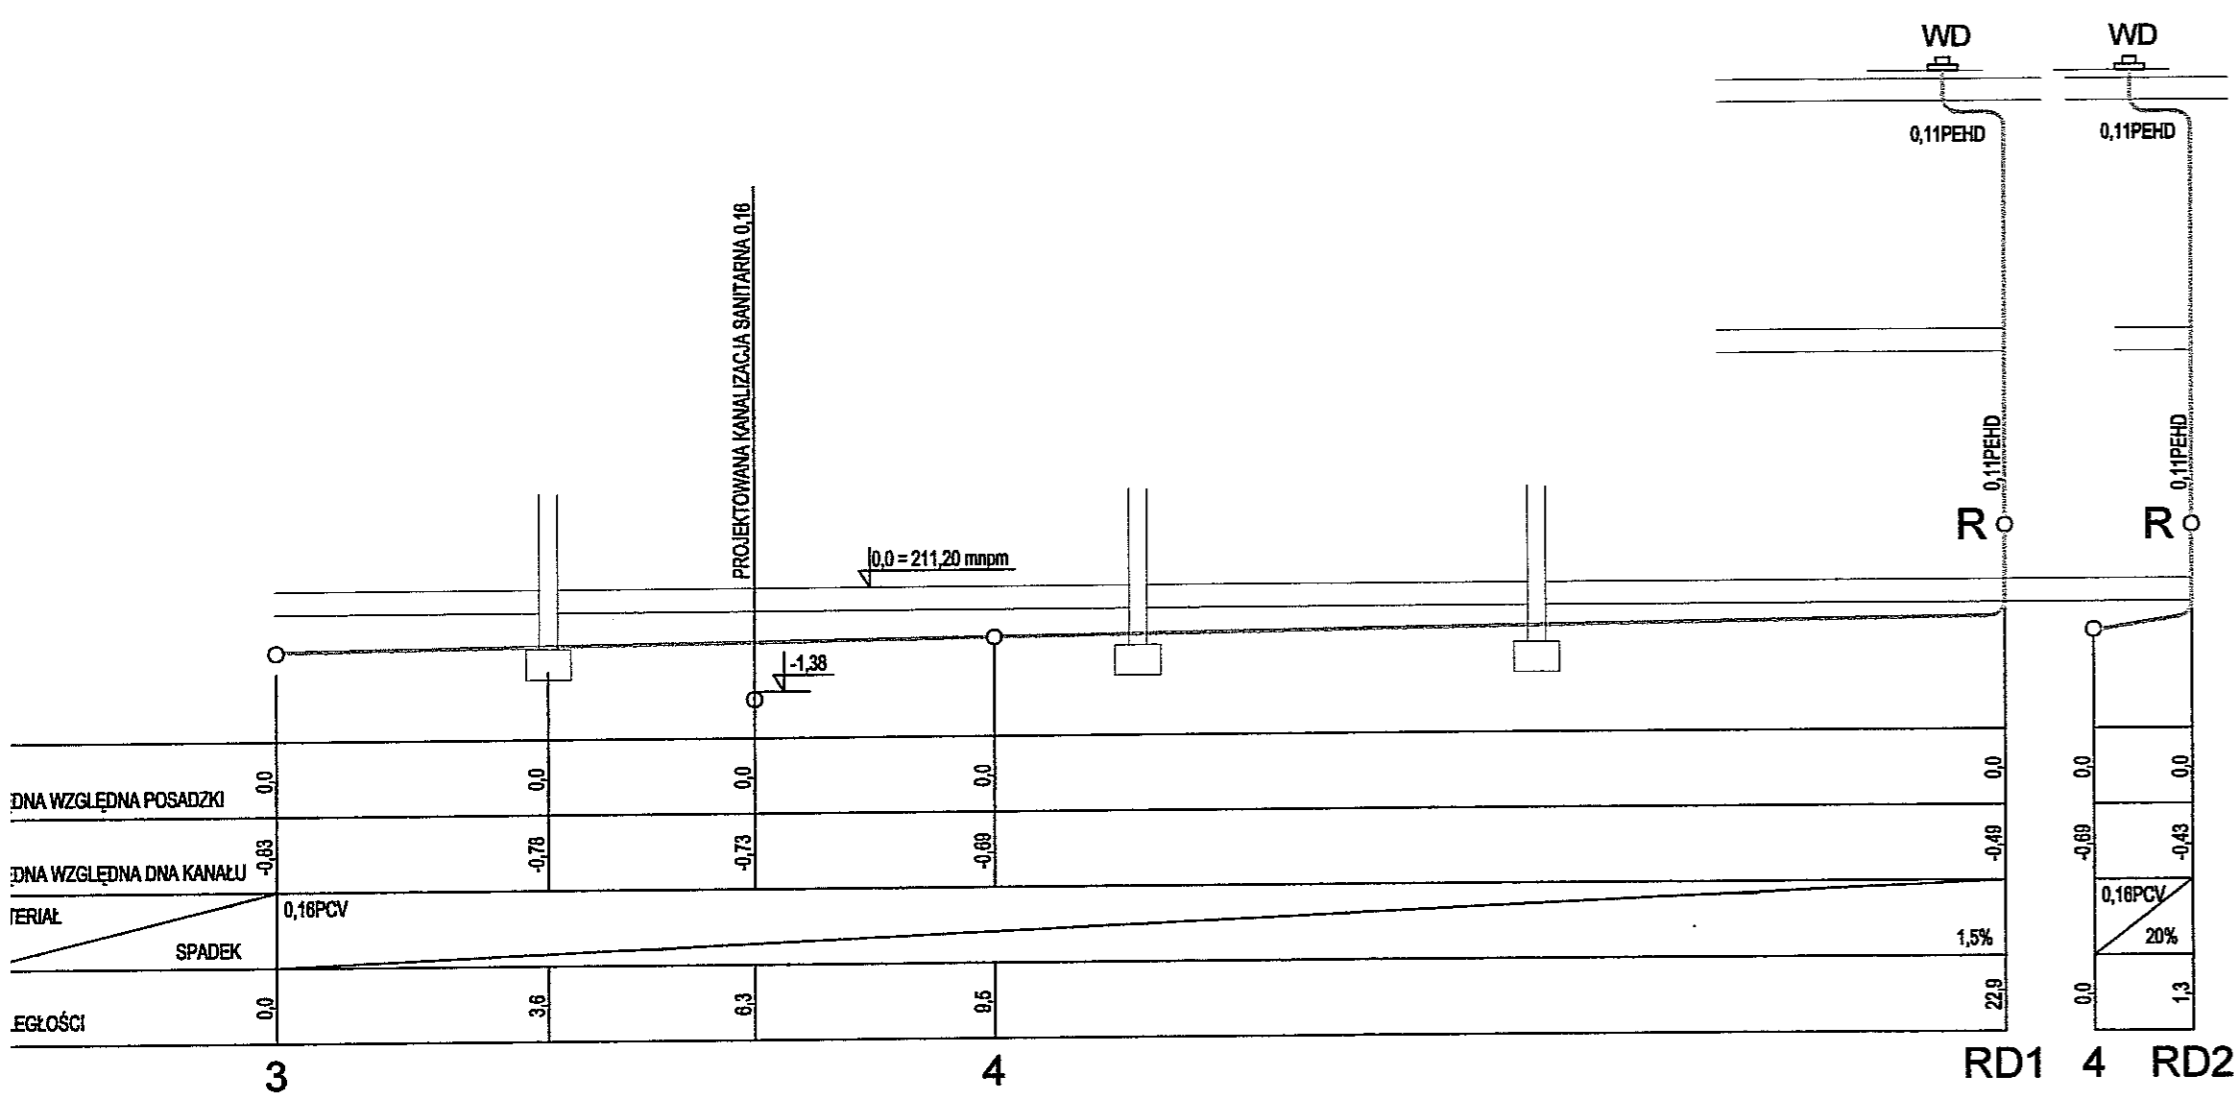 WD WD
0,11PEHD 0,11PEHD
PROJEKTOWANA KANALIZACJA SANITARNA 0,16
0,11PEHD 0,11PEHD
R R
0,0 = 211,20 mnpm
-1,38
EDNA WZGLĘDNA POSADZKI 0,0 0,0 0,0 0,0 0,0 0,0 0,0
EDNA WZGLĘDNA DNA KANAŁU -0,83 -0,78 -0,73 -0,69 -0,49 -0,69 -0,43
TERIAŁ 0,16PCV 0,16PCV
SPADEK 1,5% 20%
LEGŁOŚCI 0,0 3,6 6,3 9,5 22,9 0,0 1,3
3 4 RD1 4 RD2